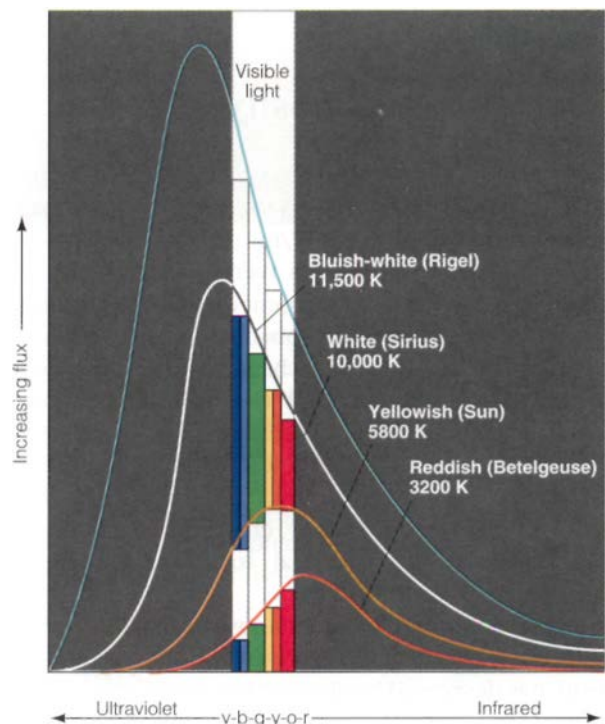 Visible
light
Increasing flux
Bluish-white (Rigel)
11,500 K
White (Sirius)
10,000 K
Yellowish (Sun)
5800 K
Reddish (Betelgeuse)
3200 K
Ultraviolet
v-b-g-y-o-r
Infrared